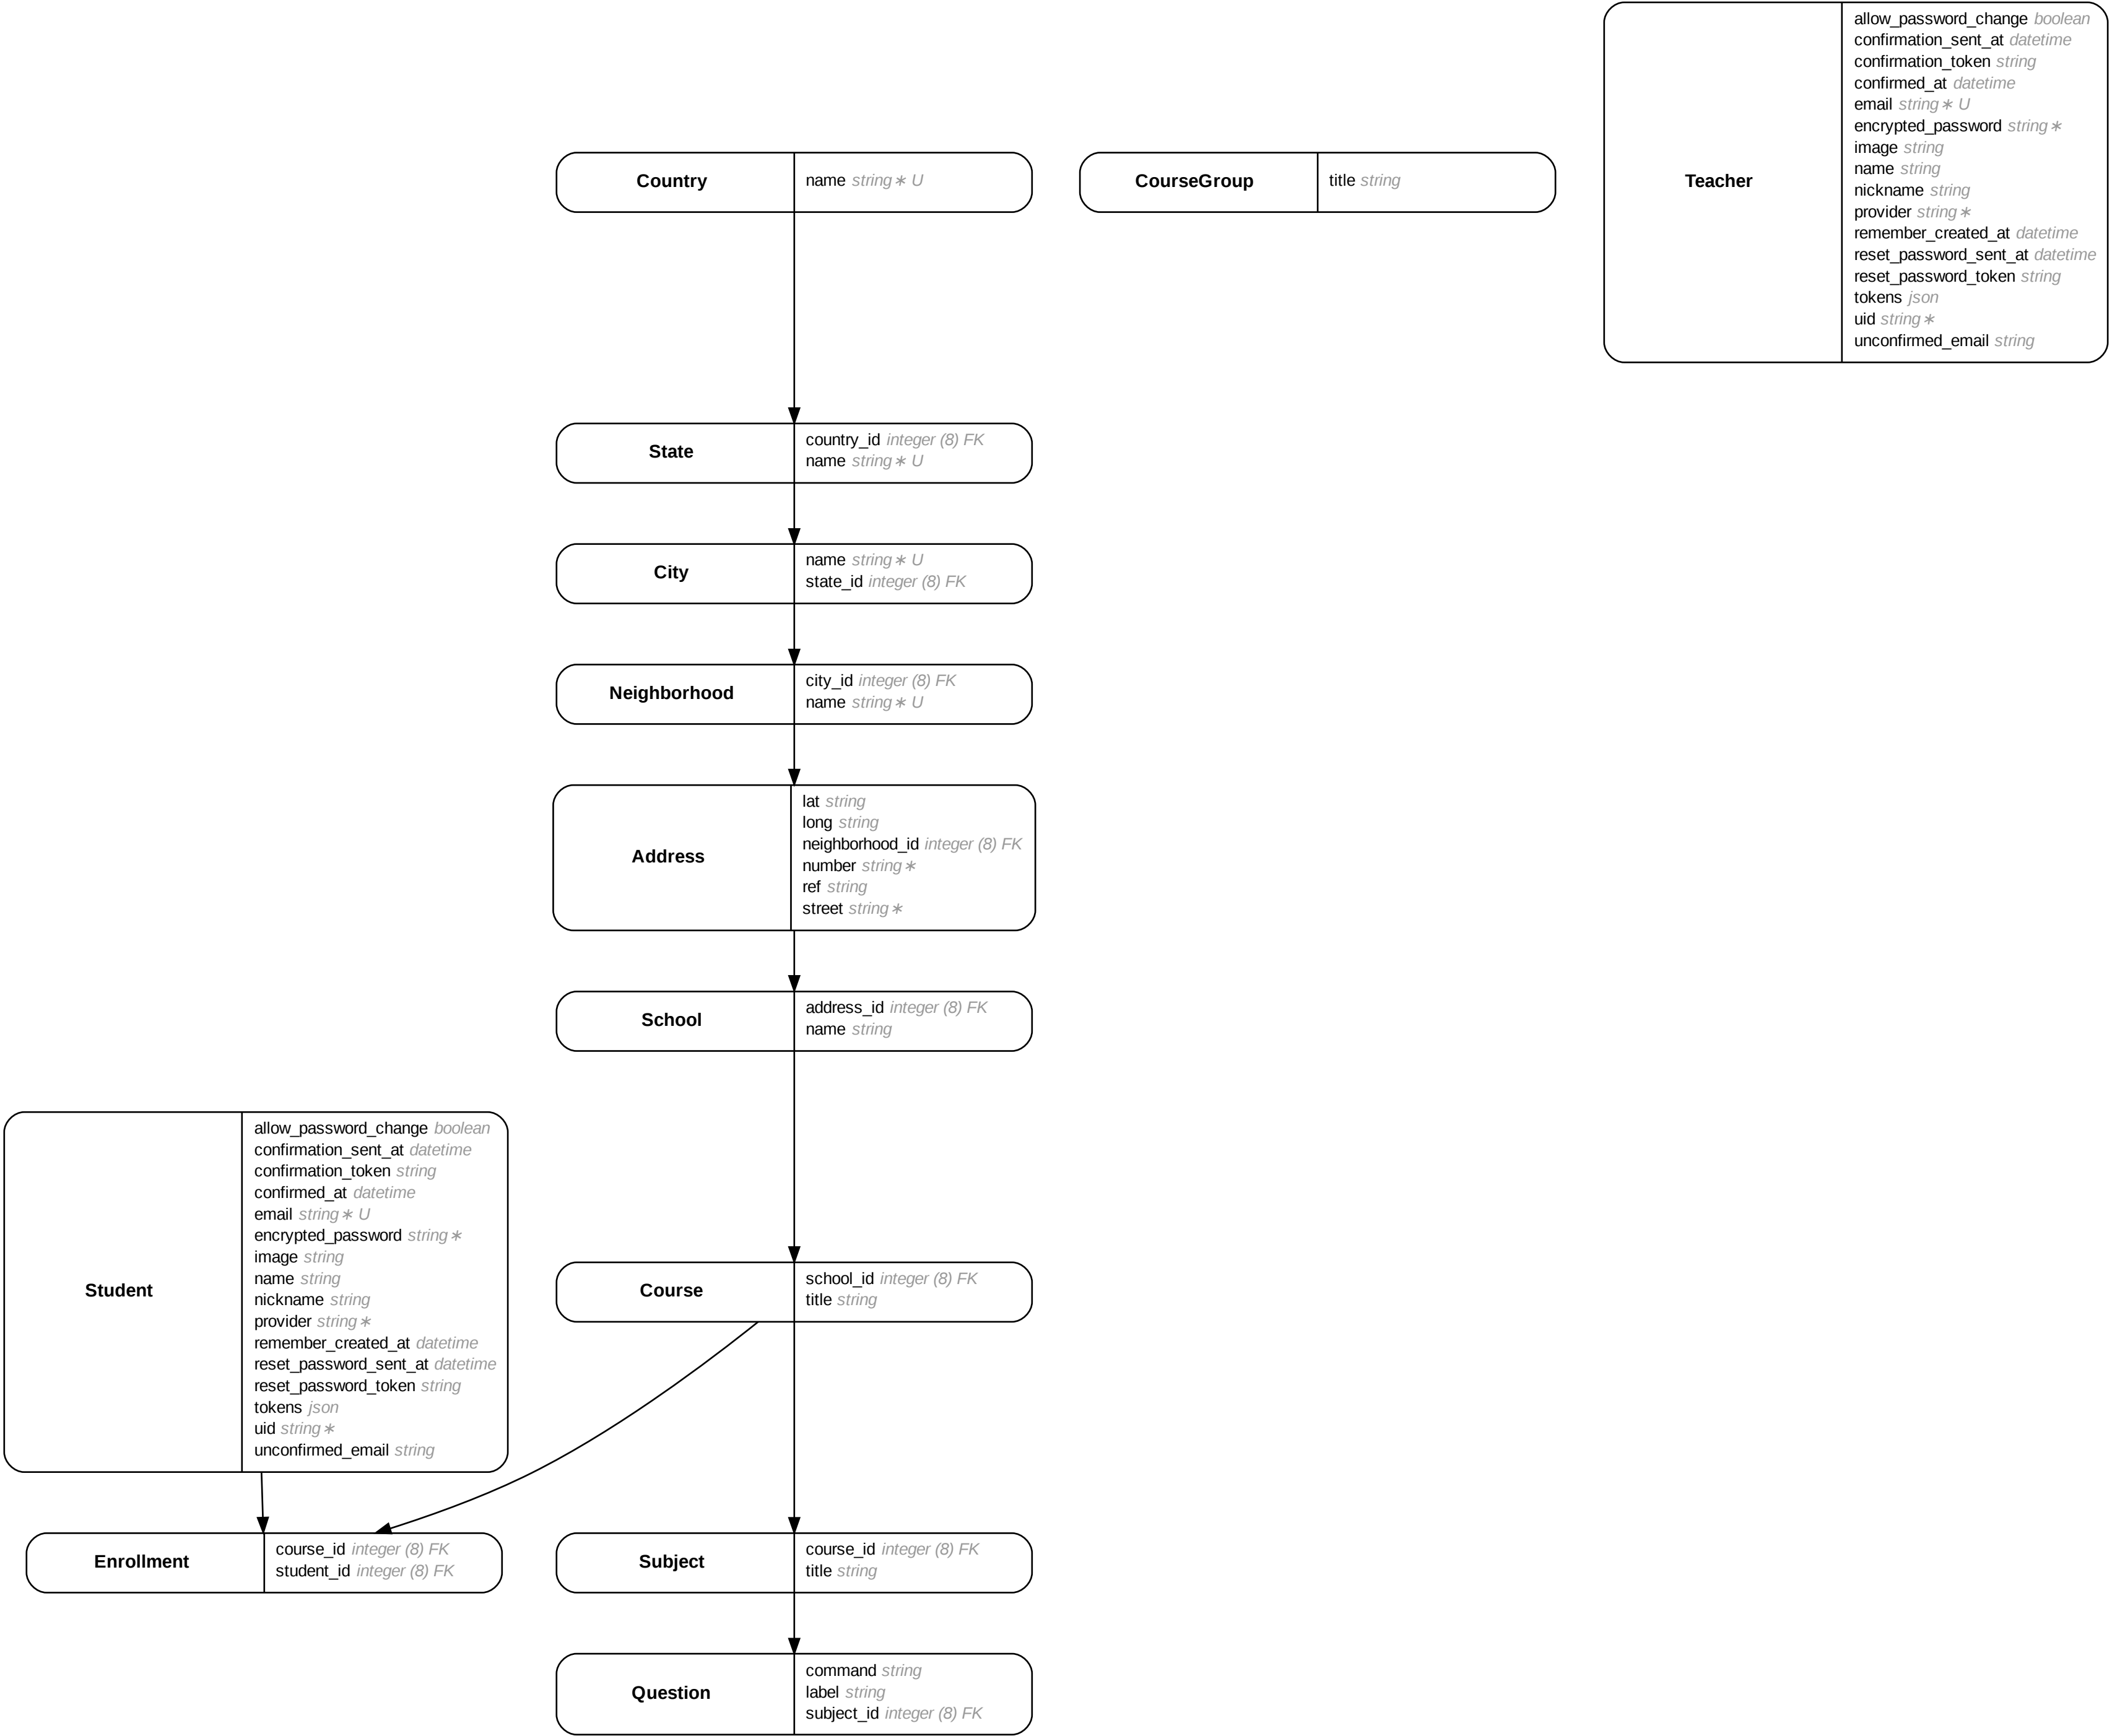 Country
name string∗ U
CourseGroup
title string
Teacher
allow_password_change boolean
confirmation_sent_at datetime
confirmation_token string
confirmed_at datetime
email string∗ U
encrypted_password string∗
image string
name string
nickname string
provider string∗
remember_created_at datetime
reset_password_sent_at datetime
reset_password_token string
tokens json
uid string∗
unconfirmed_email string
State
country_id integer (8) FK
name string∗ U
City
name string∗ U
state_id integer (8) FK
Neighborhood
city_id integer (8) FK
name string∗ U
Address
lat string
long string
neighborhood_id integer (8) FK
number string∗
ref string
street string∗
School
address_id integer (8) FK
name string
Student
allow_password_change boolean
confirmation_sent_at datetime
confirmation_token string
confirmed_at datetime
email string∗ U
encrypted_password string∗
image string
name string
nickname string
provider string∗
remember_created_at datetime
reset_password_sent_at datetime
reset_password_token string
tokens json
uid string∗
unconfirmed_email string
Course
school_id integer (8) FK
title string
Enrollment
course_id integer (8) FK
student_id integer (8) FK
Subject
course_id integer (8) FK
title string
Question
command string
label string
subject_id integer (8) FK